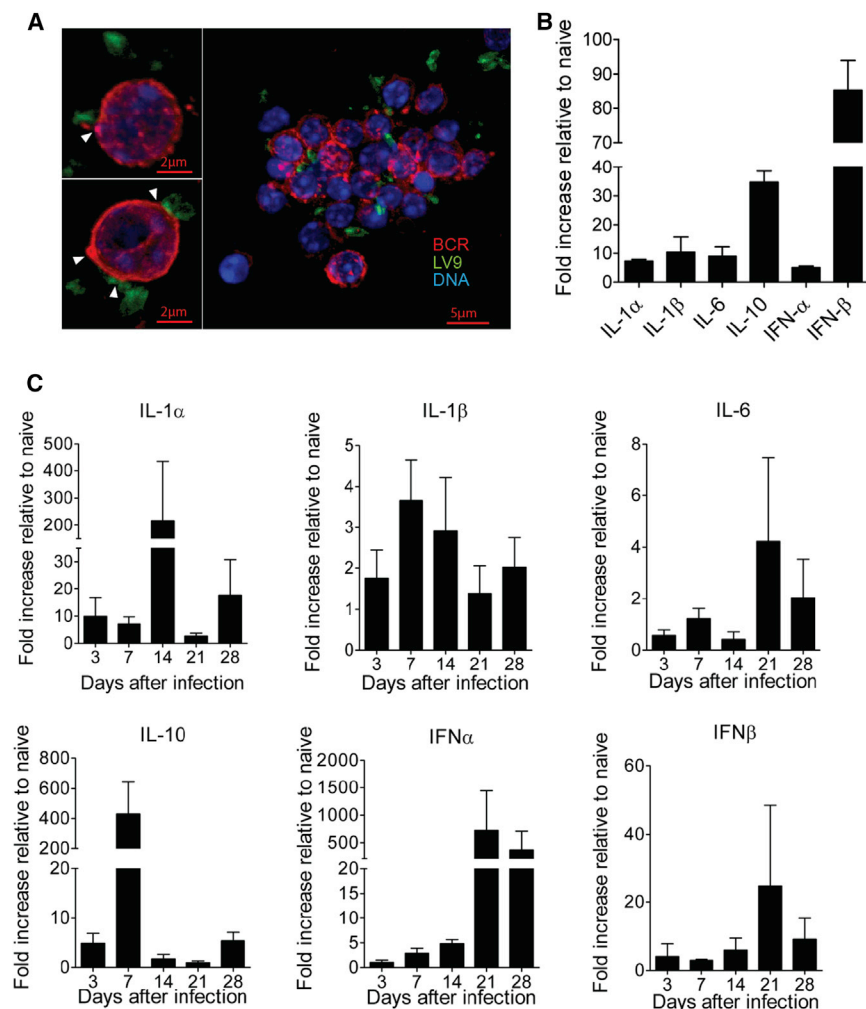 A
2µm
2µm
BCR
LV9
DNA
5µm
B
Fold increase relative to naive
100
80
60
40
30
20
10
0
IL-1α
IL-1β
IL-6
IL-10
IFN-α
IFN-β
C
IL-1α
Fold increase relative to naive
500
400
300
200
100
30
20
10
0
3 7 14 21 28
Days after infection
IL-1β
Fold increase relative to naive
5
4
3
2
1
0
3 7 14 21 28
Days after infection
IL-6
Fold increase relative to naive
8
6
4
2
0
3 7 14 21 28
Days after infection
IL-10
Fold increase relative to naive
800
600
400
200
20
15
10
5
0
3 7 14 21 28
Days after infection
IFNα
Fold increase relative to naive
2000
1500
1000
500
20
15
10
5
0
3 7 14 21 28
Days after infection
IFNβ
Fold increase relative to naive
60
40
20
0
3 7 14 21 28
Days after infection